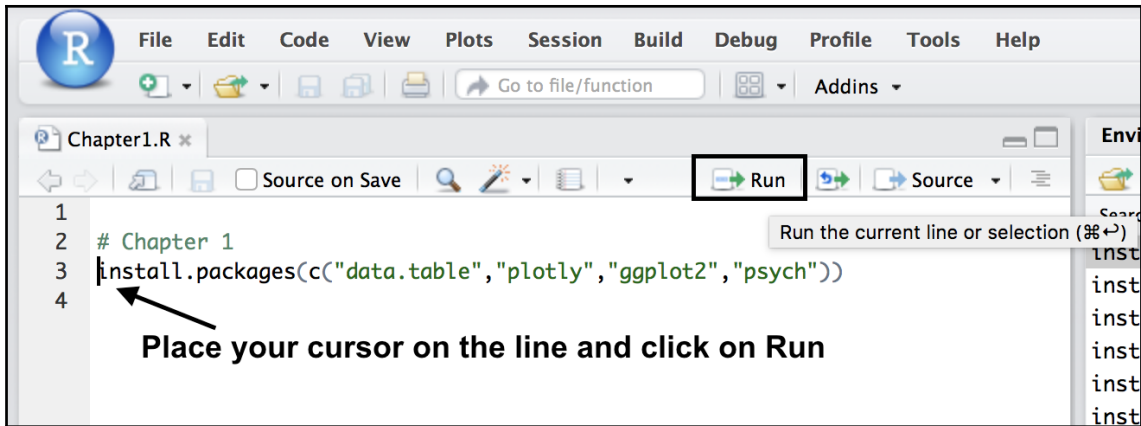 R File Edit Code View Plots Session Build Debug Profile Tools Help
Go to file/function Addins
Chapter1.R Envi
Source on Save Run Source
Run the current line or selection (⌘↩)
1
2 # Chapter 1
3 install.packages(c("data.table","plotly","ggplot2","psych"))
4
Place your cursor on the line and click on Run
inst
inst
inst
inst
inst
inst